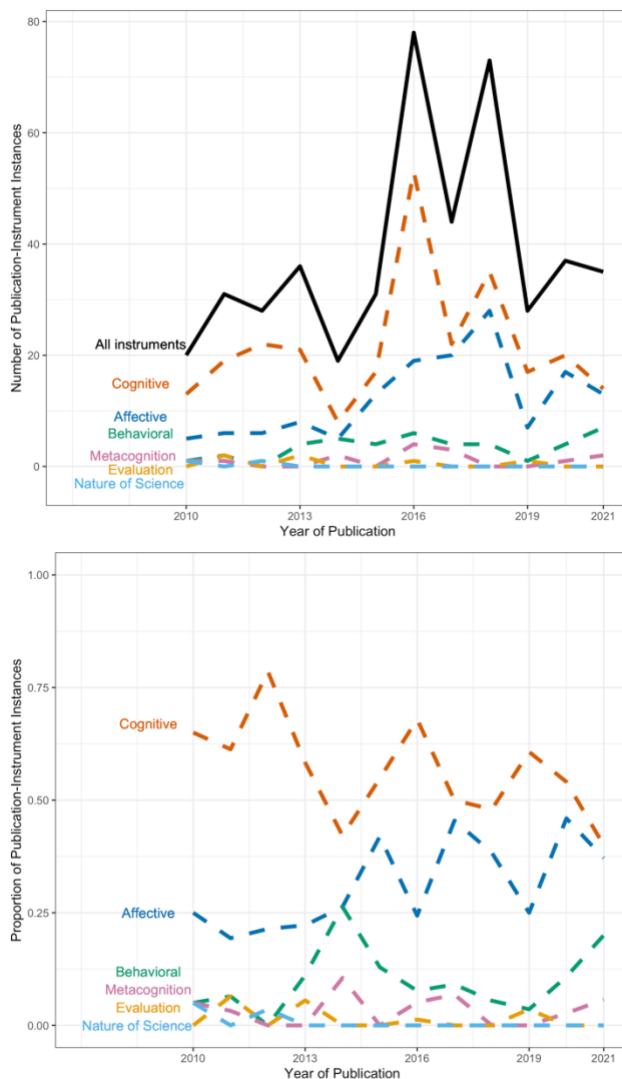 80
60
40
20
0
Number of Publication-Instrument Instances
All instruments
Cognitive
Affective
Behavioral
Metacognition
Evaluation
Nature of Science
2010
2013
2016
2019
2021
Year of Publication
1.00
0.75
0.50
0.25
0.00
Proportion of Publication-Instrument Instances
Cognitive
Affective
Behavioral
Metacognition
Evaluation
Nature of Science
2010
2013
2016
2019
2021
Year of Publication